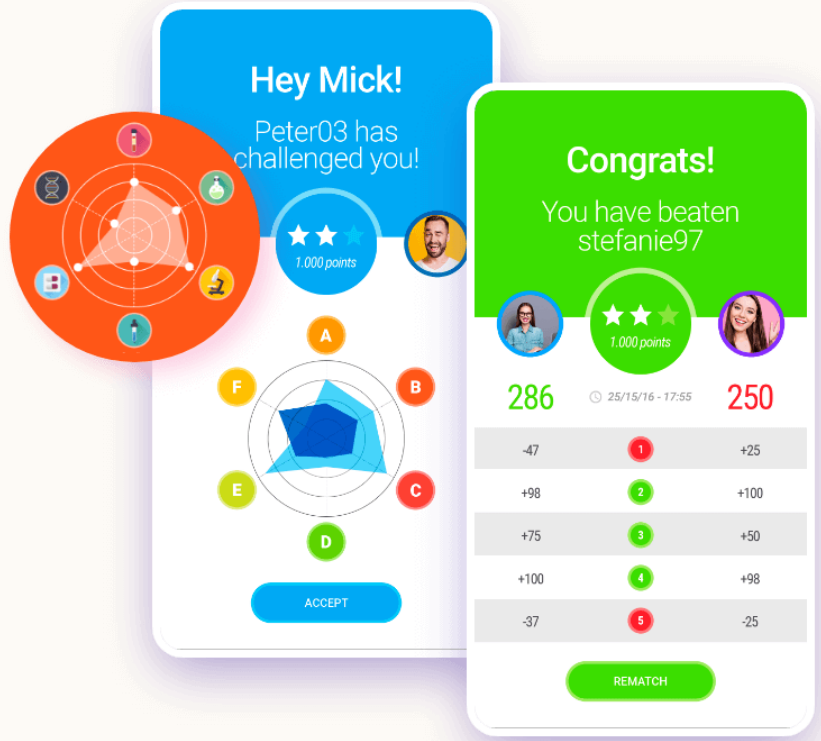 Hey Mick!
Peter03 has
challenged you!
1.000 points
A
F
B
E
C
D
ACCEPT
Congrats!
You have beaten
stefanie97
1.000 points
286
25/15/16 - 17:55
250
-47 1 +25
+98 2 +100
+75 3 +50
+100 4 +98
-37 5 -25
REMATCH